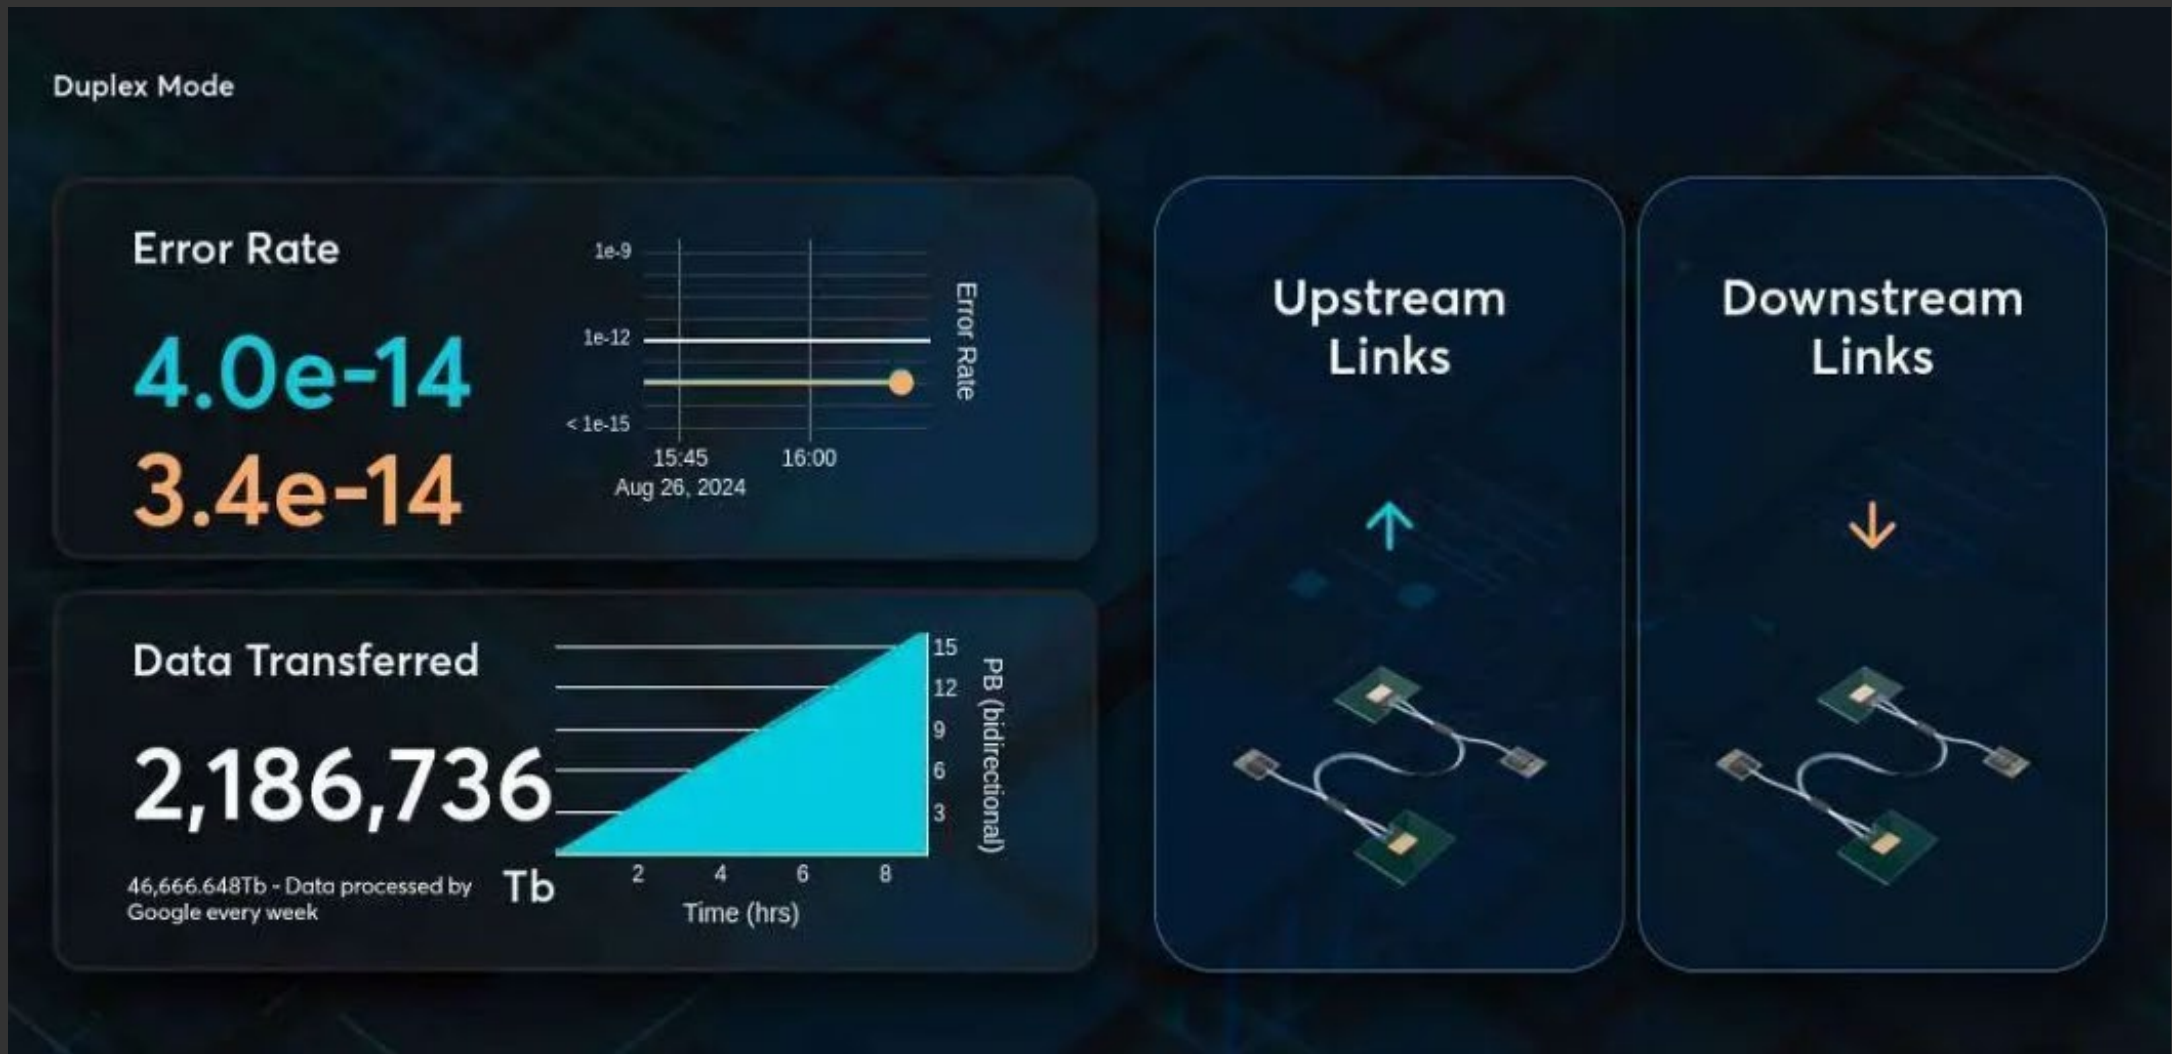 Duplex Mode
Error Rate
4.0e-14
3.4e-14
1e-9
1e-12
< 1e-15
15:45
16:00
Aug 26, 2024
Error Rate
Data Transferred
2,186,736
Tb
46,666.648Tb - Data processed by
Google every week
15
12
9
6
3
2
4
6
8
Time (hrs)
PB (bidirectional)
Upstream
Links
Downstream
Links